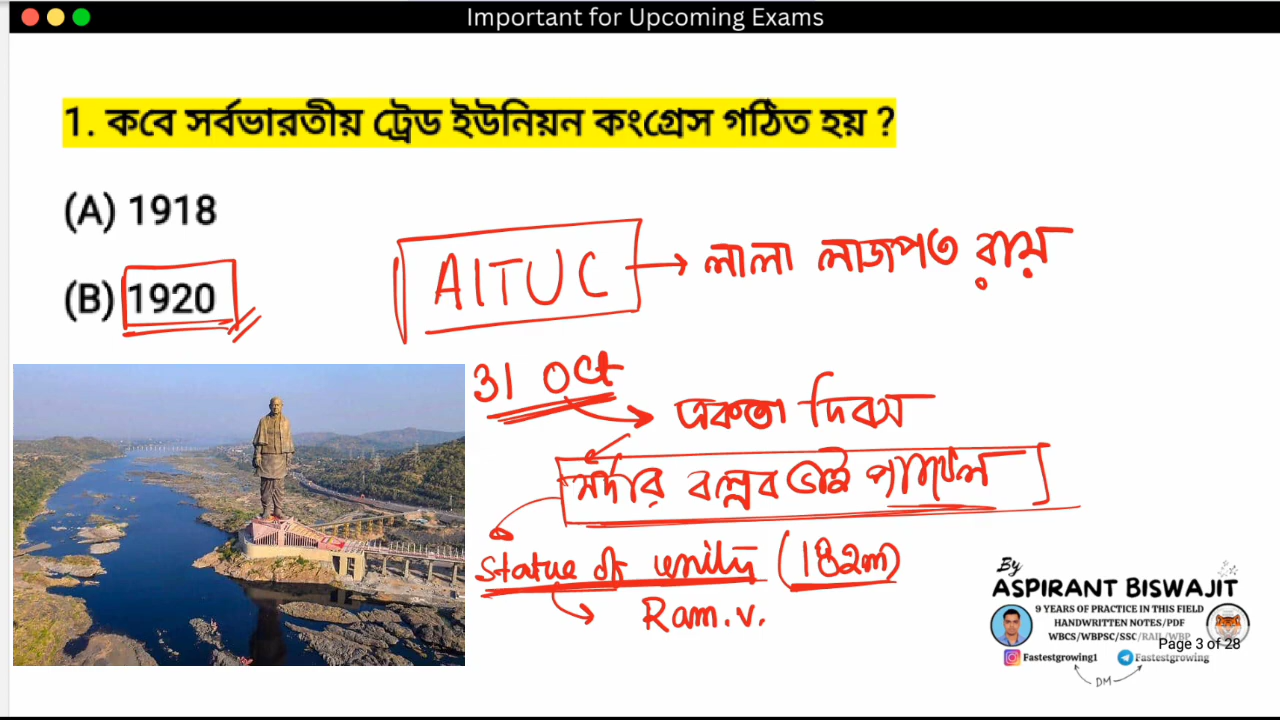 Important for Upcoming Exams
1. কবে সর্বভারতীয় ট্রেড ইউনিয়ন কংগ্রেস গঠিত হয় ?
(A) 1918
(B) 1920
AITUC → লালা লাজপত রায়
31 Oct
→ একতা দিবস
সর্দার বল্লব ভাই প্যাটেল
Statue of unity (182m)
Ram.v.
By
ASPIRANT BISWAJIT
9 YEARS OF PRACTICE IN THIS FIELD
HANDWRITTEN NOTES/PDF
WBCS/WBPSC/SSC/RAIL/WBP
Page 3 of 28
Fastestgrowing1 Fastestgrowing
DM